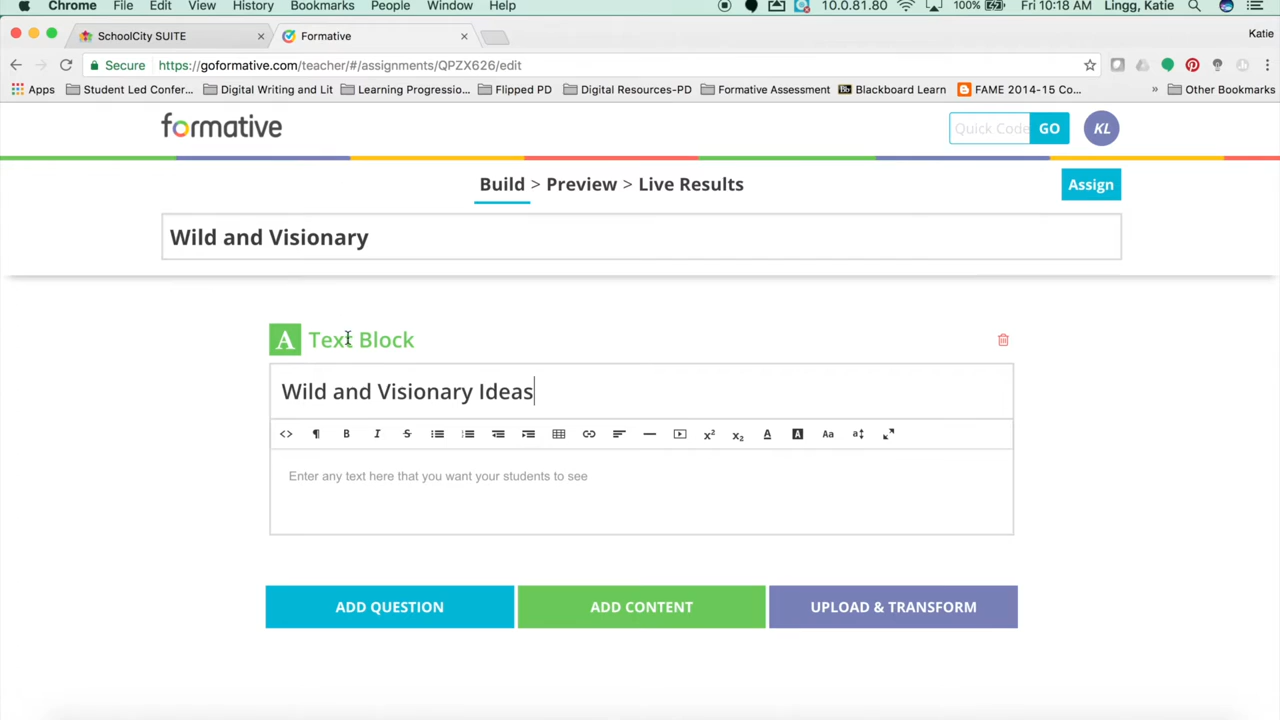 Chrome File Edit View History Bookmarks People Window Help 10.0.81.80 100% Fri 10:18 AM Lingg, Katie
SchoolCity SUITE × Formative × Katie
Secure https://goformative.com/teacher/#/assignments/QPZX626/edit
Apps Student Led Confer... Digital Writing and Lit Learning Progressio... Flipped PD Digital Resources-PD Formative Assessment Bb Blackboard Learn FAME 2014-15 Co... » Other Bookmarks
formative Quick Code GO KL
Build > Preview > Live Results Assign
Wild and Visionary
A Text Block
Wild and Visionary Ideas
<> ¶ B I S x² x₂ A A Aa
Enter any text here that you want your students to see
ADD QUESTION ADD CONTENT UPLOAD & TRANSFORM